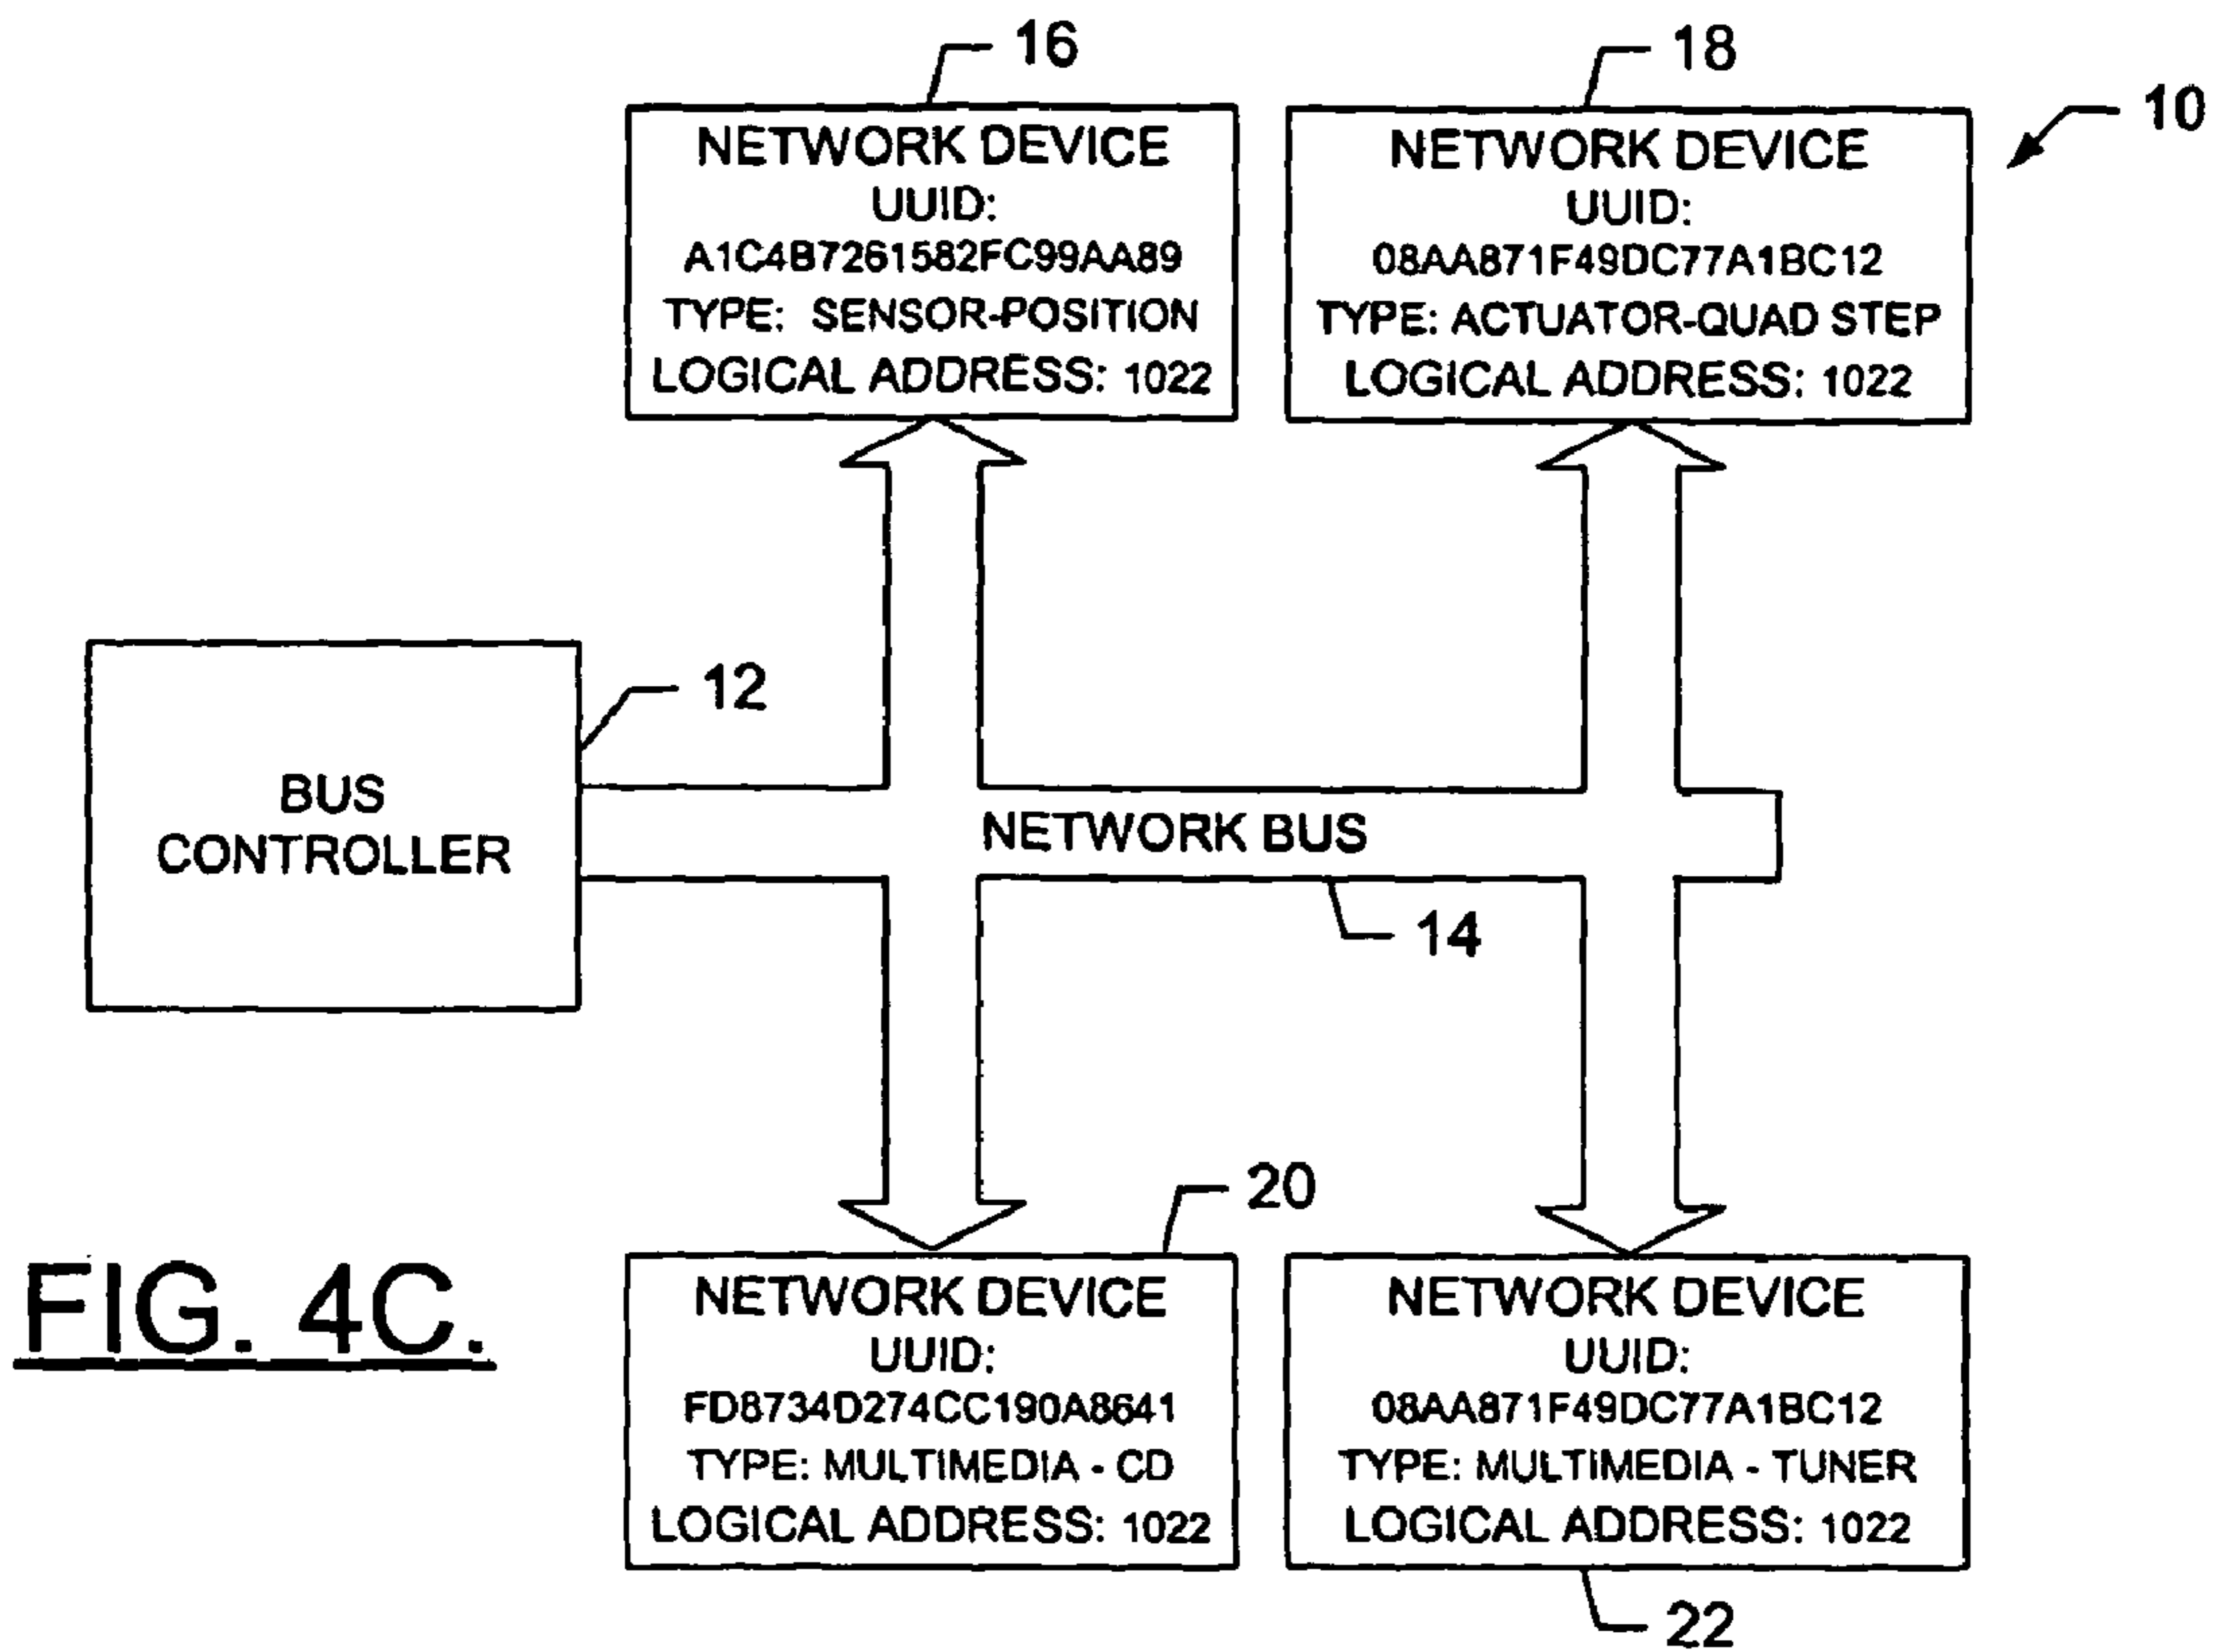 16
NETWORK DEVICE
UUID:
A1C4B7261582FC99AA89
TYPE: SENSOR-POSITION
LOGICAL ADDRESS: 1022
18
10
NETWORK DEVICE
UUID:
08AA871F49DC77A1BC12
TYPE: ACTUATOR-QUAD STEP
LOGICAL ADDRESS: 1022
12
BUS
CONTROLLER
NETWORK BUS
14
20
NETWORK DEVICE
UUID:
FD8734D274CC190A8641
TYPE: MULTIMEDIA - CD
LOGICAL ADDRESS: 1022
NETWORK DEVICE
UUID:
08AA871F49DC77A1BC12
TYPE: MULTIMEDIA - TUNER
LOGICAL ADDRESS: 1022
22
FIG. 4C.